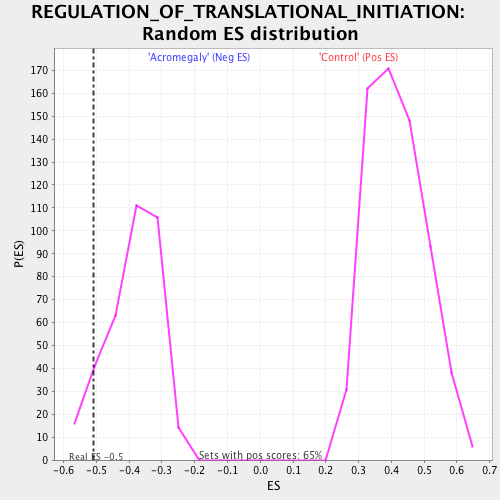 REGULATION_OF_TRANSLATIONAL_INITIATION:
Random ES distribution
'Acromegaly' (Neg ES)
'Control' (Pos ES)
P(ES)
170
160
150
140
130
120
110
100
90
80
70
60
50
40
30
20
10
0
Real ES -0.5
Sets with pos scores: 65%
-0.6 -0.5 -0.4 -0.3 -0.2 -0.1 0.0 0.1 0.2 0.3 0.4 0.5 0.6 0.7
ES